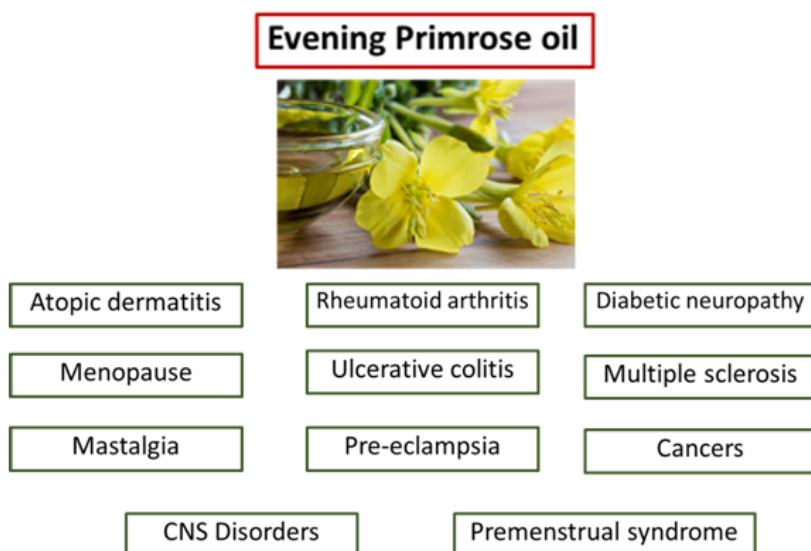 Evening Primrose oil
Atopic dermatitis
Rheumatoid arthritis
Diabetic neuropathy
Menopause
Ulcerative colitis
Multiple sclerosis
Mastalgia
Pre-eclampsia
Cancers
CNS Disorders
Premenstrual syndrome